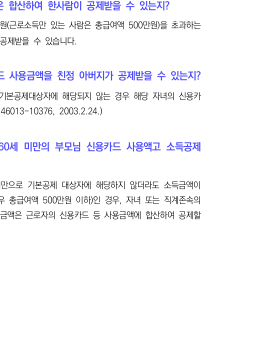 은 합산하여 한사람이 공제받을 수 있는지?
원(근로소득만 있는 사람은 총급여액 500만원)을 초과하는
공제받을 수 있습니다.
드 사용금액을 친정 아버지가 공제받을 수 있는지?
기본공제대상자에 해당되지 않는 경우 해당 자녀의 신용카
46013-10376, 2003.2.24.)
60세 미만의 부모님 신용카드 사용액고 소득공제
만으로 기본공제 대상자에 해당하지 않더라도 소득금액이
우 총급여액 500만원 이하)인 경우, 자녀 또는 직계존속의
금액은 근로자의 신용카드 등 사용금액에 합산하여 공제할